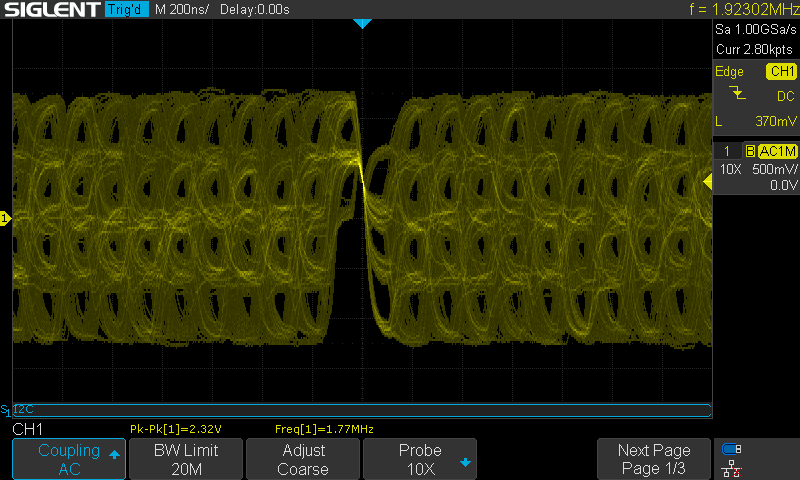 SIGLENT Trig'd M 200ns/ Delay:0.00s f = 1.92302MHz
Sa 1.00GSa/s
Curr 2.80kpts
Edge CH1
DC
L 370mV
1 B AC1M
10X 500mV/
0.0V
1
S1 I2C
CH1 Pk-Pk[1]=2.32V Freq[1]=1.77MHz
Coupling BW Limit Adjust Probe Next Page
AC 20M Coarse 10X Page 1/3